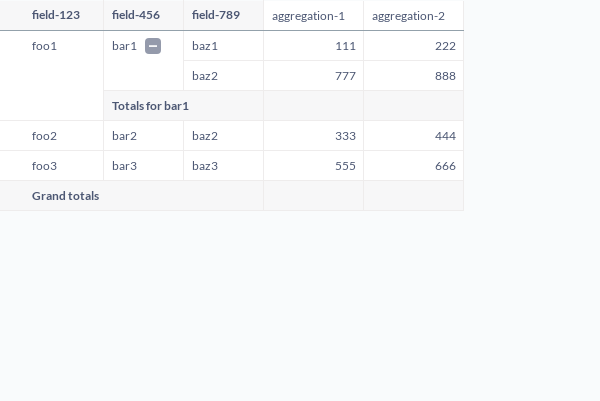 field-123 field-456 field-789 aggregation-1 aggregation-2
foo1 bar1 baz1 111 222
baz2 777 888
Totals for bar1
foo2 bar2 baz2 333 444
foo3 bar3 baz3 555 666
Grand totals